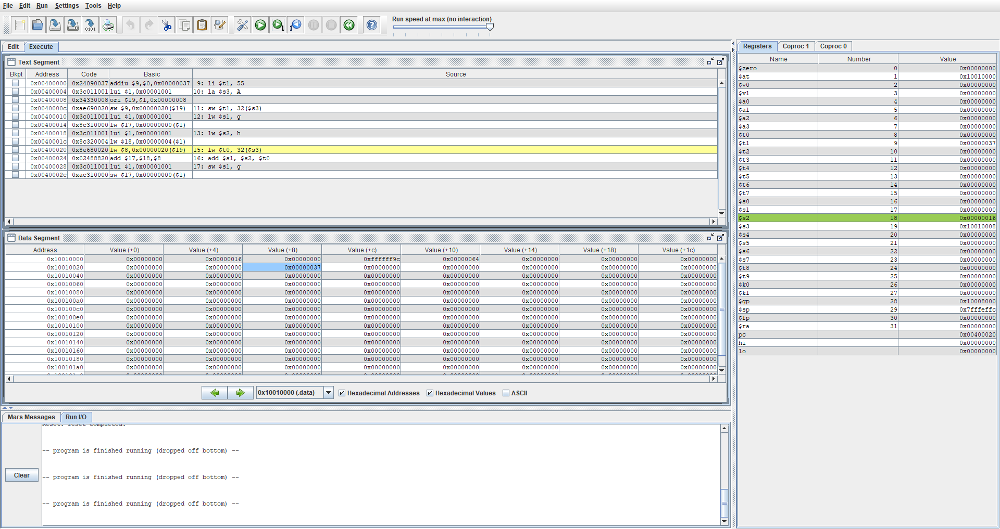 File Edit Run Settings Tools Help
Run speed at max (no interaction)
Edit Execute
Text Segment
Bkpt Address Code Basic Source
0x00400000 0x24090037 addiu $9,$0,0x00000037 9: li $t1, 55
0x00400004 0x3c011001 lui $1,0x00001001 10: la $s3, A
0x00400008 0x34330008 ori $19,$1,0x00000008
0x0040000c 0xae690020 sw $9,0x00000020($19) 11: sw $t1, 32($s3)
0x00400010 0x3c011001 lui $1,0x00001001 12: lw $s1, g
0x00400014 0x8c310000 lw $17,0x00000000($1)
0x00400018 0x3c011001 lui $1,0x00001001 13: lw $s2, h
0x0040001c 0x8c320004 lw $18,0x00000004($1)
0x00400020 0x8e680020 lw $8,0x00000020($19) 15: lw $t0, 32($s3)
0x00400024 0x02488820 add $17,$18,$8 16: add $s1, $s2, $t0
0x00400028 0x3c011001 lui $1,0x00001001 17: sw $s1, g
0x0040002c 0xac310000 sw $17,0x00000000($1)
Data Segment
Address Value (+0) Value (+4) Value (+8) Value (+c) Value (+10) Value (+14) Value (+18) Value (+1c)
0x10010000 0x00000000 0x00000016 0x00000000 0xffffff9c 0x00000064 0x00000000 0x00000000 0x00000000
0x10010020 0x00000000 0x00000000 0x00000037 0x00000000 0x00000000 0x00000000 0x00000000 0x00000000
0x10010040 0x00000000 0x00000000 0x00000000 0x00000000 0x00000000 0x00000000 0x00000000 0x00000000
0x10010060 0x00000000 0x00000000 0x00000000 0x00000000 0x00000000 0x00000000 0x00000000 0x00000000
0x10010080 0x00000000 0x00000000 0x00000000 0x00000000 0x00000000 0x00000000 0x00000000 0x00000000
0x100100a0 0x00000000 0x00000000 0x00000000 0x00000000 0x00000000 0x00000000 0x00000000 0x00000000
0x100100c0 0x00000000 0x00000000 0x00000000 0x00000000 0x00000000 0x00000000 0x00000000 0x00000000
0x100100e0 0x00000000 0x00000000 0x00000000 0x00000000 0x00000000 0x00000000 0x00000000 0x00000000
0x10010100 0x00000000 0x00000000 0x00000000 0x00000000 0x00000000 0x00000000 0x00000000 0x00000000
0x10010120 0x00000000 0x00000000 0x00000000 0x00000000 0x00000000 0x00000000 0x00000000 0x00000000
0x10010140 0x00000000 0x00000000 0x00000000 0x00000000 0x00000000 0x00000000 0x00000000 0x00000000
0x10010160 0x00000000 0x00000000 0x00000000 0x00000000 0x00000000 0x00000000 0x00000000 0x00000000
0x10010180 0x00000000 0x00000000 0x00000000 0x00000000 0x00000000 0x00000000 0x00000000 0x00000000
0x100101a0 0x00000000 0x00000000 0x00000000 0x00000000 0x00000000 0x00000000 0x00000000 0x00000000
0x10010000 (.data) Hexadecimal Addresses Hexadecimal Values ASCII
Mars Messages Run I/O
Reset: reset completed.
-- program is finished running (dropped off bottom) --
-- program is finished running (dropped off bottom) --
-- program is finished running (dropped off bottom) --
Clear
Registers Coproc 1 Coproc 0
Name Number Value
$zero 0 0x00000000
$at 1 0x10010000
$v0 2 0x00000000
$v1 3 0x00000000
$a0 4 0x00000000
$a1 5 0x00000000
$a2 6 0x00000000
$a3 7 0x00000000
$t0 8 0x00000000
$t1 9 0x00000037
$t2 10 0x00000000
$t3 11 0x00000000
$t4 12 0x00000000
$t5 13 0x00000000
$t6 14 0x00000000
$t7 15 0x00000000
$s0 16 0x00000000
$s1 17 0x00000000
$s2 18 0x00000016
$s3 19 0x10010008
$s4 20 0x00000000
$s5 21 0x00000000
$s6 22 0x00000000
$s7 23 0x00000000
$t8 24 0x00000000
$t9 25 0x00000000
$k0 26 0x00000000
$k1 27 0x00000000
$gp 28 0x10008000
$sp 29 0x7fffeffc
$fp 30 0x00000000
$ra 31 0x00000000
pc 0x00400020
hi 0x00000000
lo 0x00000000